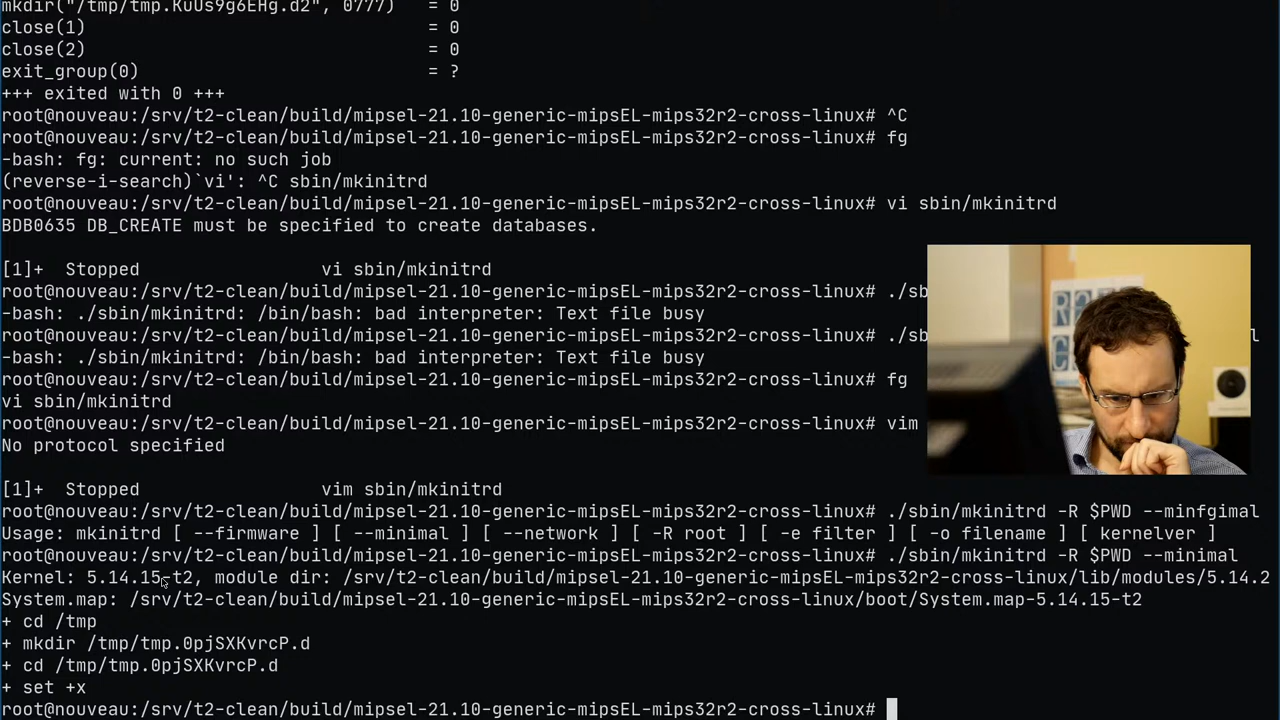 mkdir("/tmp/tmp.KuUs9g6EHg.d2", 0777)   = 0
close(1)                                = 0
close(2)                                = 0
exit_group(0)                           = ?
+++ exited with 0 +++
root@nouveau:/srv/t2-clean/build/mipsel-21.10-generic-mipsEL-mips32r2-cross-linux# ^C
root@nouveau:/srv/t2-clean/build/mipsel-21.10-generic-mipsEL-mips32r2-cross-linux# fg
-bash: fg: current: no such job
(reverse-i-search)`vi': ^C sbin/mkinitrd
root@nouveau:/srv/t2-clean/build/mipsel-21.10-generic-mipsEL-mips32r2-cross-linux# vi sbin/mkinitrd
BDB0635 DB_CREATE must be specified to create databases.
[1]+  Stopped                 vi sbin/mkinitrd
root@nouveau:/srv/t2-clean/build/mipsel-21.10-generic-mipsEL-mips32r2-cross-linux# ./sb
-bash: ./sbin/mkinitrd: /bin/bash: bad interpreter: Text file busy
root@nouveau:/srv/t2-clean/build/mipsel-21.10-generic-mipsEL-mips32r2-cross-linux# ./sb l
-bash: ./sbin/mkinitrd: /bin/bash: bad interpreter: Text file busy
root@nouveau:/srv/t2-clean/build/mipsel-21.10-generic-mipsEL-mips32r2-cross-linux# fg
vi sbin/mkinitrd
root@nouveau:/srv/t2-clean/build/mipsel-21.10-generic-mipsEL-mips32r2-cross-linux# vim
No protocol specified
[1]+  Stopped                 vim sbin/mkinitrd
root@nouveau:/srv/t2-clean/build/mipsel-21.10-generic-mipsEL-mips32r2-cross-linux# ./sbin/mkinitrd -R $PWD --minfgimal
Usage: mkinitrd [ --firmware ] [ --minimal ] [ --network ] [ -R root ] [ -e filter ] [ -o filename ] [ kernelver ]
root@nouveau:/srv/t2-clean/build/mipsel-21.10-generic-mipsEL-mips32r2-cross-linux# ./sbin/mkinitrd -R $PWD --minimal
Kernel: 5.14.15-t2, module dir: /srv/t2-clean/build/mipsel-21.10-generic-mipsEL-mips32r2-cross-linux/lib/modules/5.14.2
System.map: /srv/t2-clean/build/mipsel-21.10-generic-mipsEL-mips32r2-cross-linux/boot/System.map-5.14.15-t2
+ cd /tmp
+ mkdir /tmp/tmp.0pjSXKvrcP.d
+ cd /tmp/tmp.0pjSXKvrcP.d
+ set +x
root@nouveau:/srv/t2-clean/build/mipsel-21.10-generic-mipsEL-mips32r2-cross-linux#